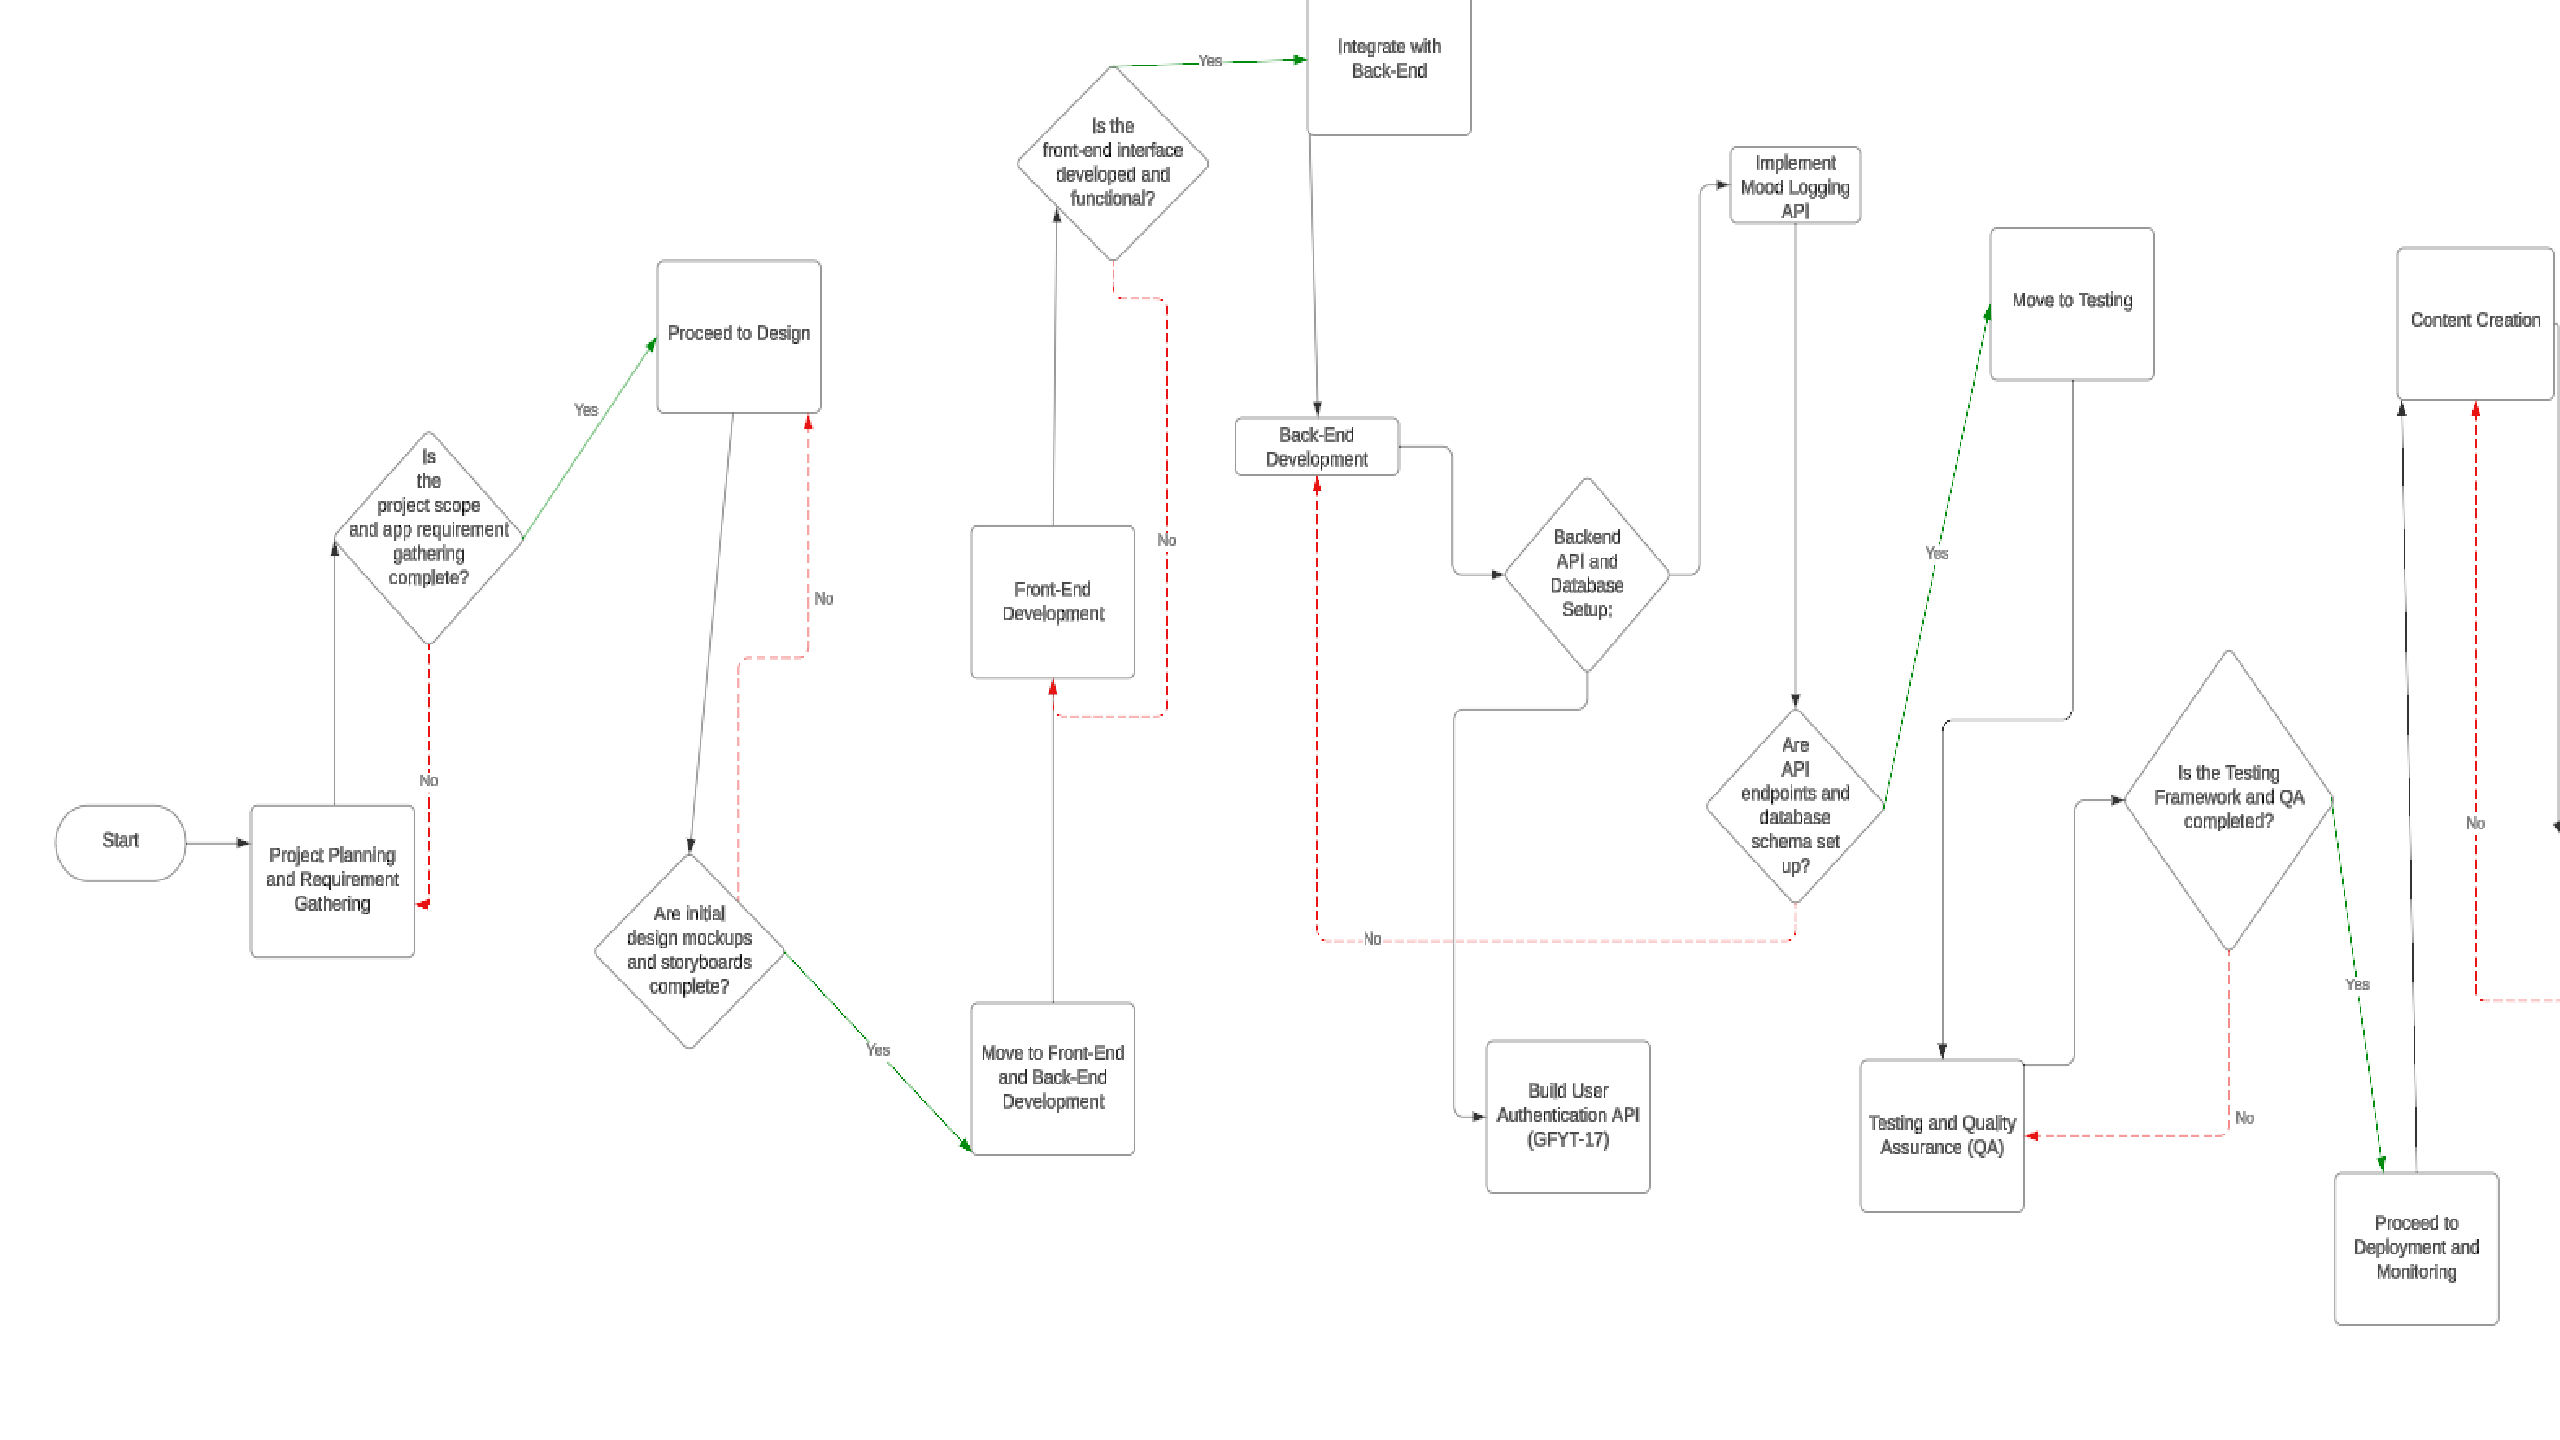 Start
Project Planning
and Requirement
Gathering
Is
the
project scope
and app requirement
gathering
complete?
No
Yes
Proceed to Design
No
Are initial
design mockups
and storyboards
complete?
Yes
Move to Front-End
and Back-End
Development
Front-End
Development
Is the
front-end interface
developed and
functional?
No
Yes
Integrate with
Back-End
Back-End
Development
Backend
API and
Database
Setup;
Build User
Authentication API
(GFYT-17)
Implement
Mood Logging
API
Are
API
endpoints and
database
schema set
up?
No
Yes
Move to Testing
Testing and Quality
Assurance (QA)
Is the Testing
Framework and QA
completed?
No
Yes
Proceed to
Deployment and
Monitoring
Content Creation
No